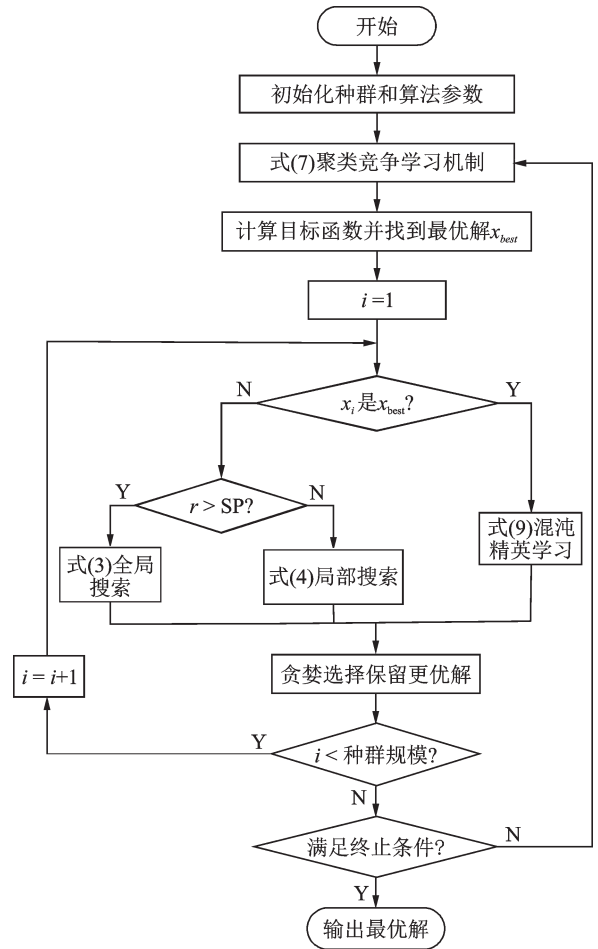 开始
初始化种群和算法参数
式(7)聚类竞争学习机制
计算目标函数并找到最优解x_best
i =1
N
x_i是x_best?
Y
Y
r > SP?
N
式(3)全局
搜索
式(4)局部搜索
式(9)混沌
精英学习
i = i+1
贪婪选择保留更优解
Y
i < 种群规模?
N
满足终止条件?
N
Y
输出最优解